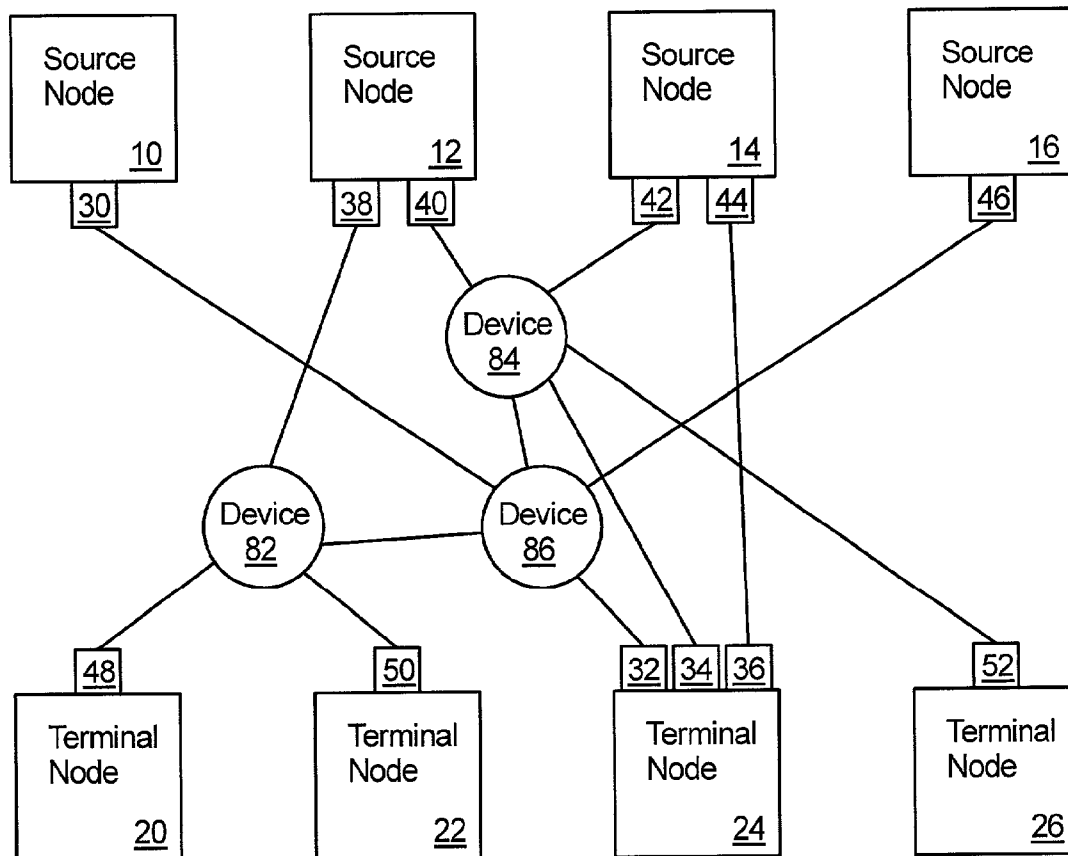 Source
Node
10
Source
Node
12
Source
Node
14
Source
Node
16
30
38
40
42
44
46
Device
84
Device
82
Device
86
48
50
32
34
36
52
Terminal
Node
20
Terminal
Node
22
Terminal
Node
24
Terminal
Node
26